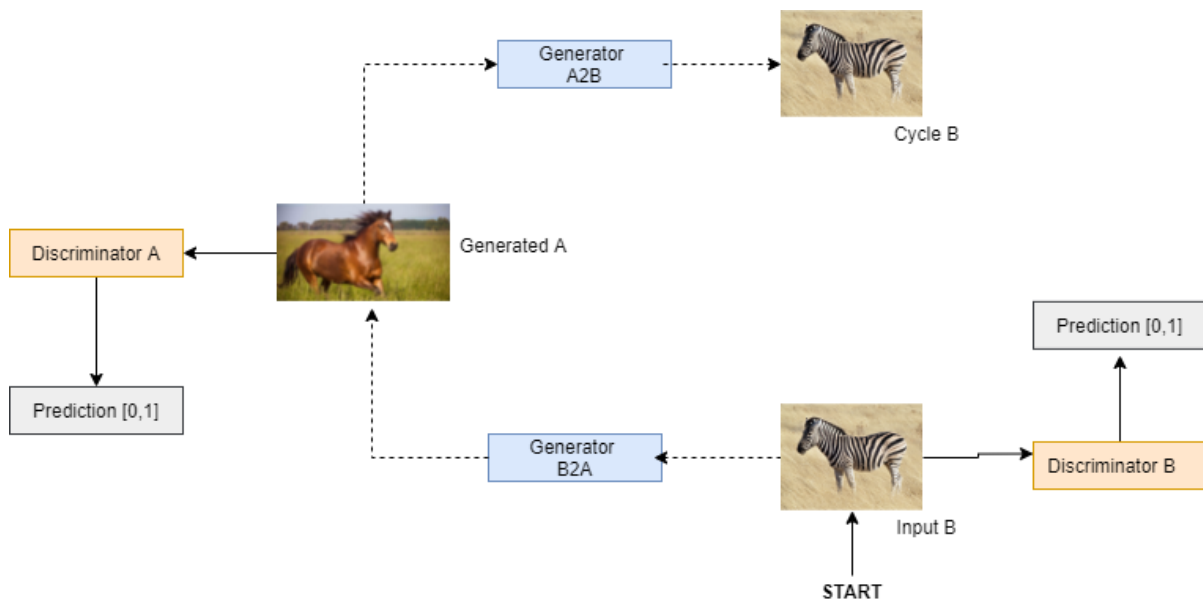 Generator
A2B
Cycle B
Generated A
Discriminator A
Prediction [0,1]
Prediction [0,1]
Generator
B2A
Discriminator B
Input B
START